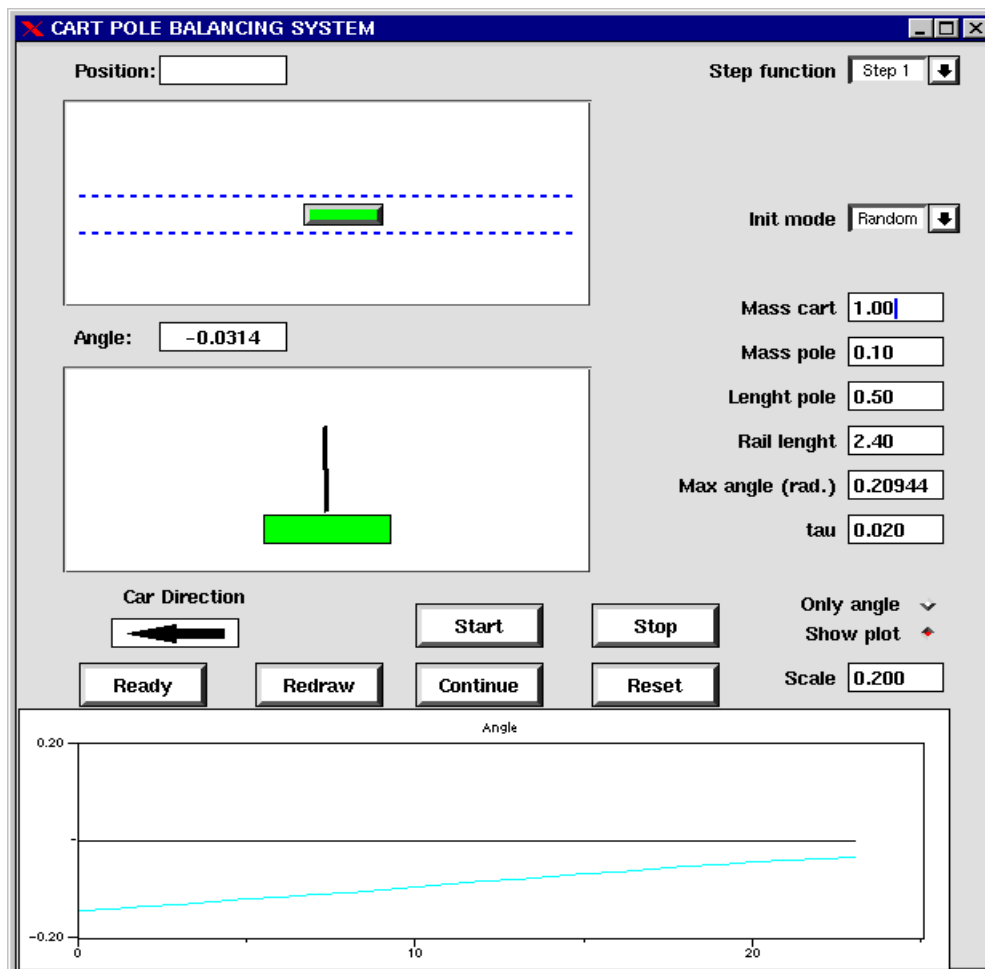 CART POLE BALANCING SYSTEM
Position:
Step function Step 1
Init mode Random
Mass cart 1.00
Angle: -0.0314
Mass pole 0.10
Lenght pole 0.50
Rail lenght 2.40
Max angle (rad.) 0.20944
tau 0.020
Car Direction
Only angle
Start Stop
Show plot
Ready Redraw Continue Reset
Scale 0.200
Angle
0.20
-
-0.20
0 10 20